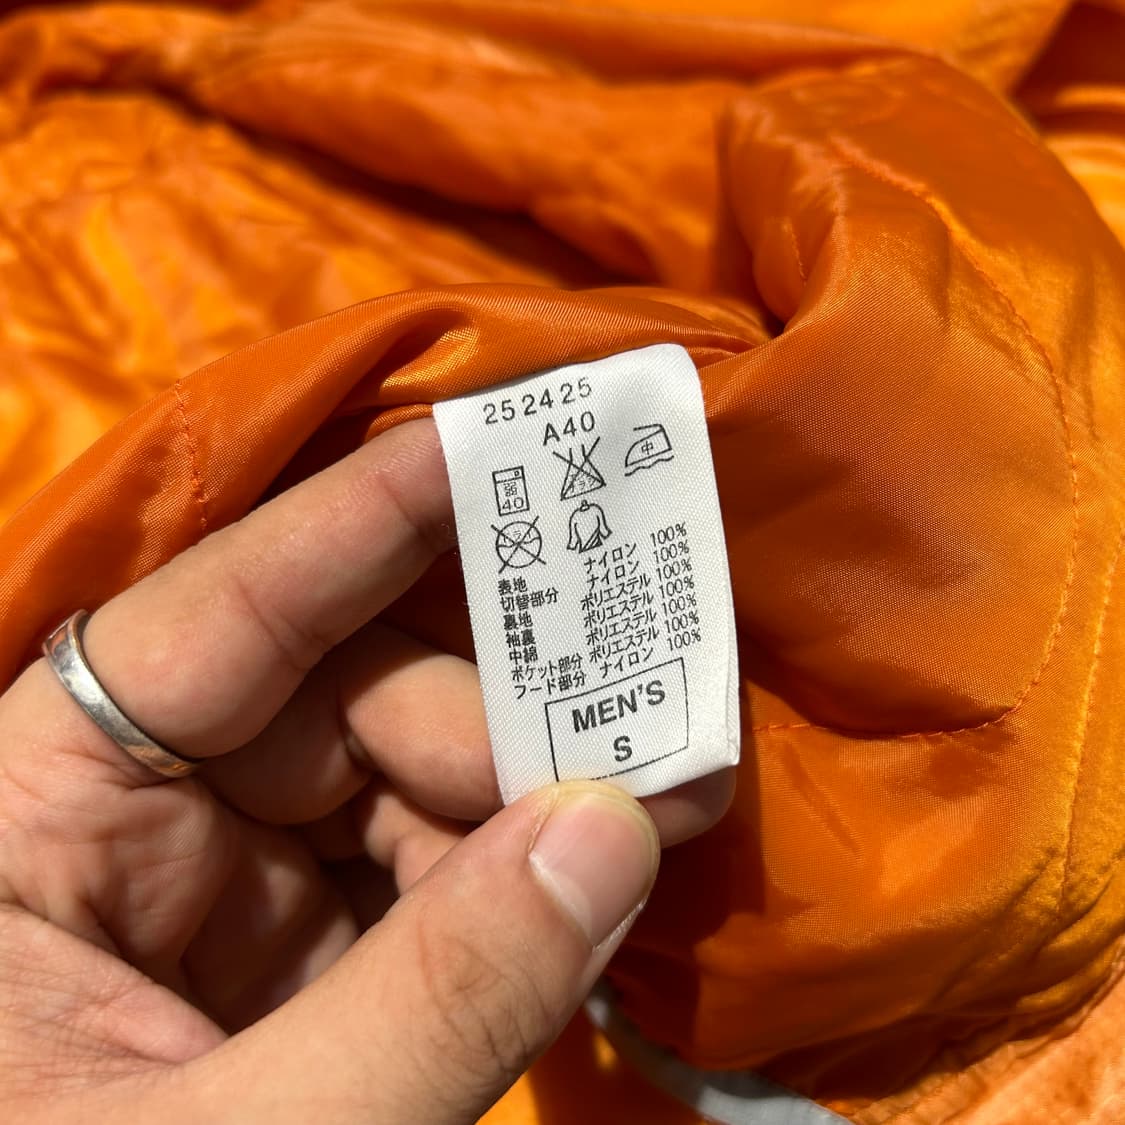 252425
A40
弱
40
中
表地 ナイロン 100%
切替部分 ナイロン 100%
裏地 ポリエステル 100%
袖裏 ポリエステル 100%
中綿 ポリエステル 100%
ポケット部分 ポリエステル 100%
フード部分 ナイロン 100%
MEN'S
S